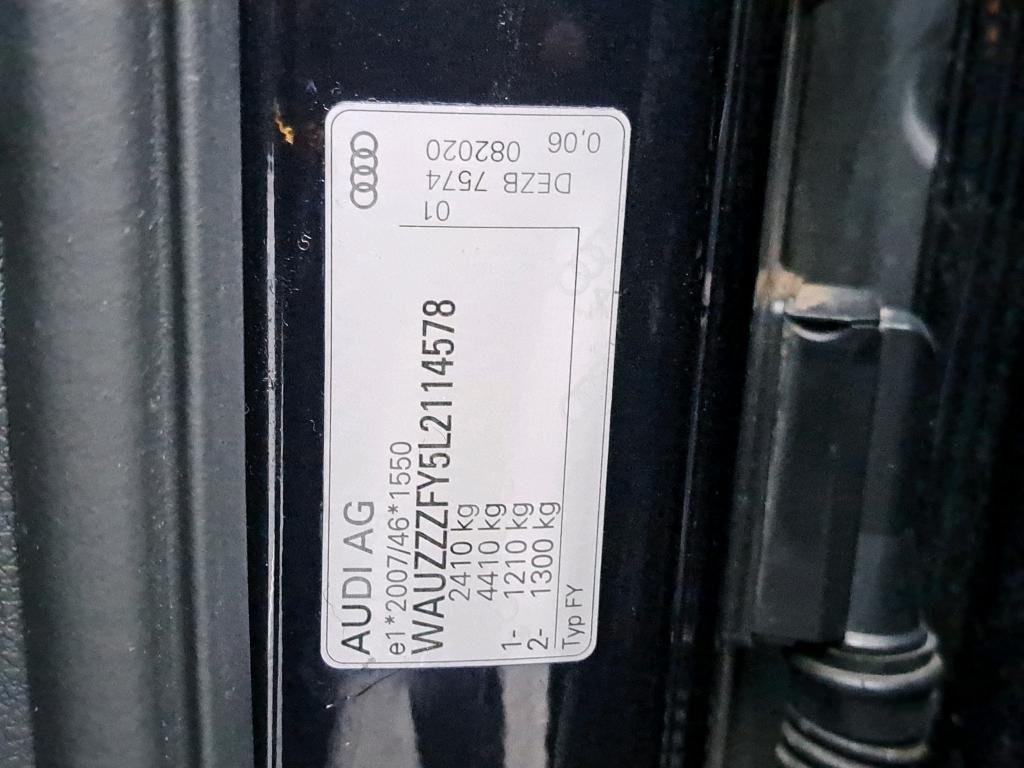 AUDI AG
e1*2007/46*1550
WAUZZZFY5L2114578
2410 kg
4410 kg
1- 1210 kg
2- 1300 kg
Typ FY
01
DEZB 7574
082020
0,06